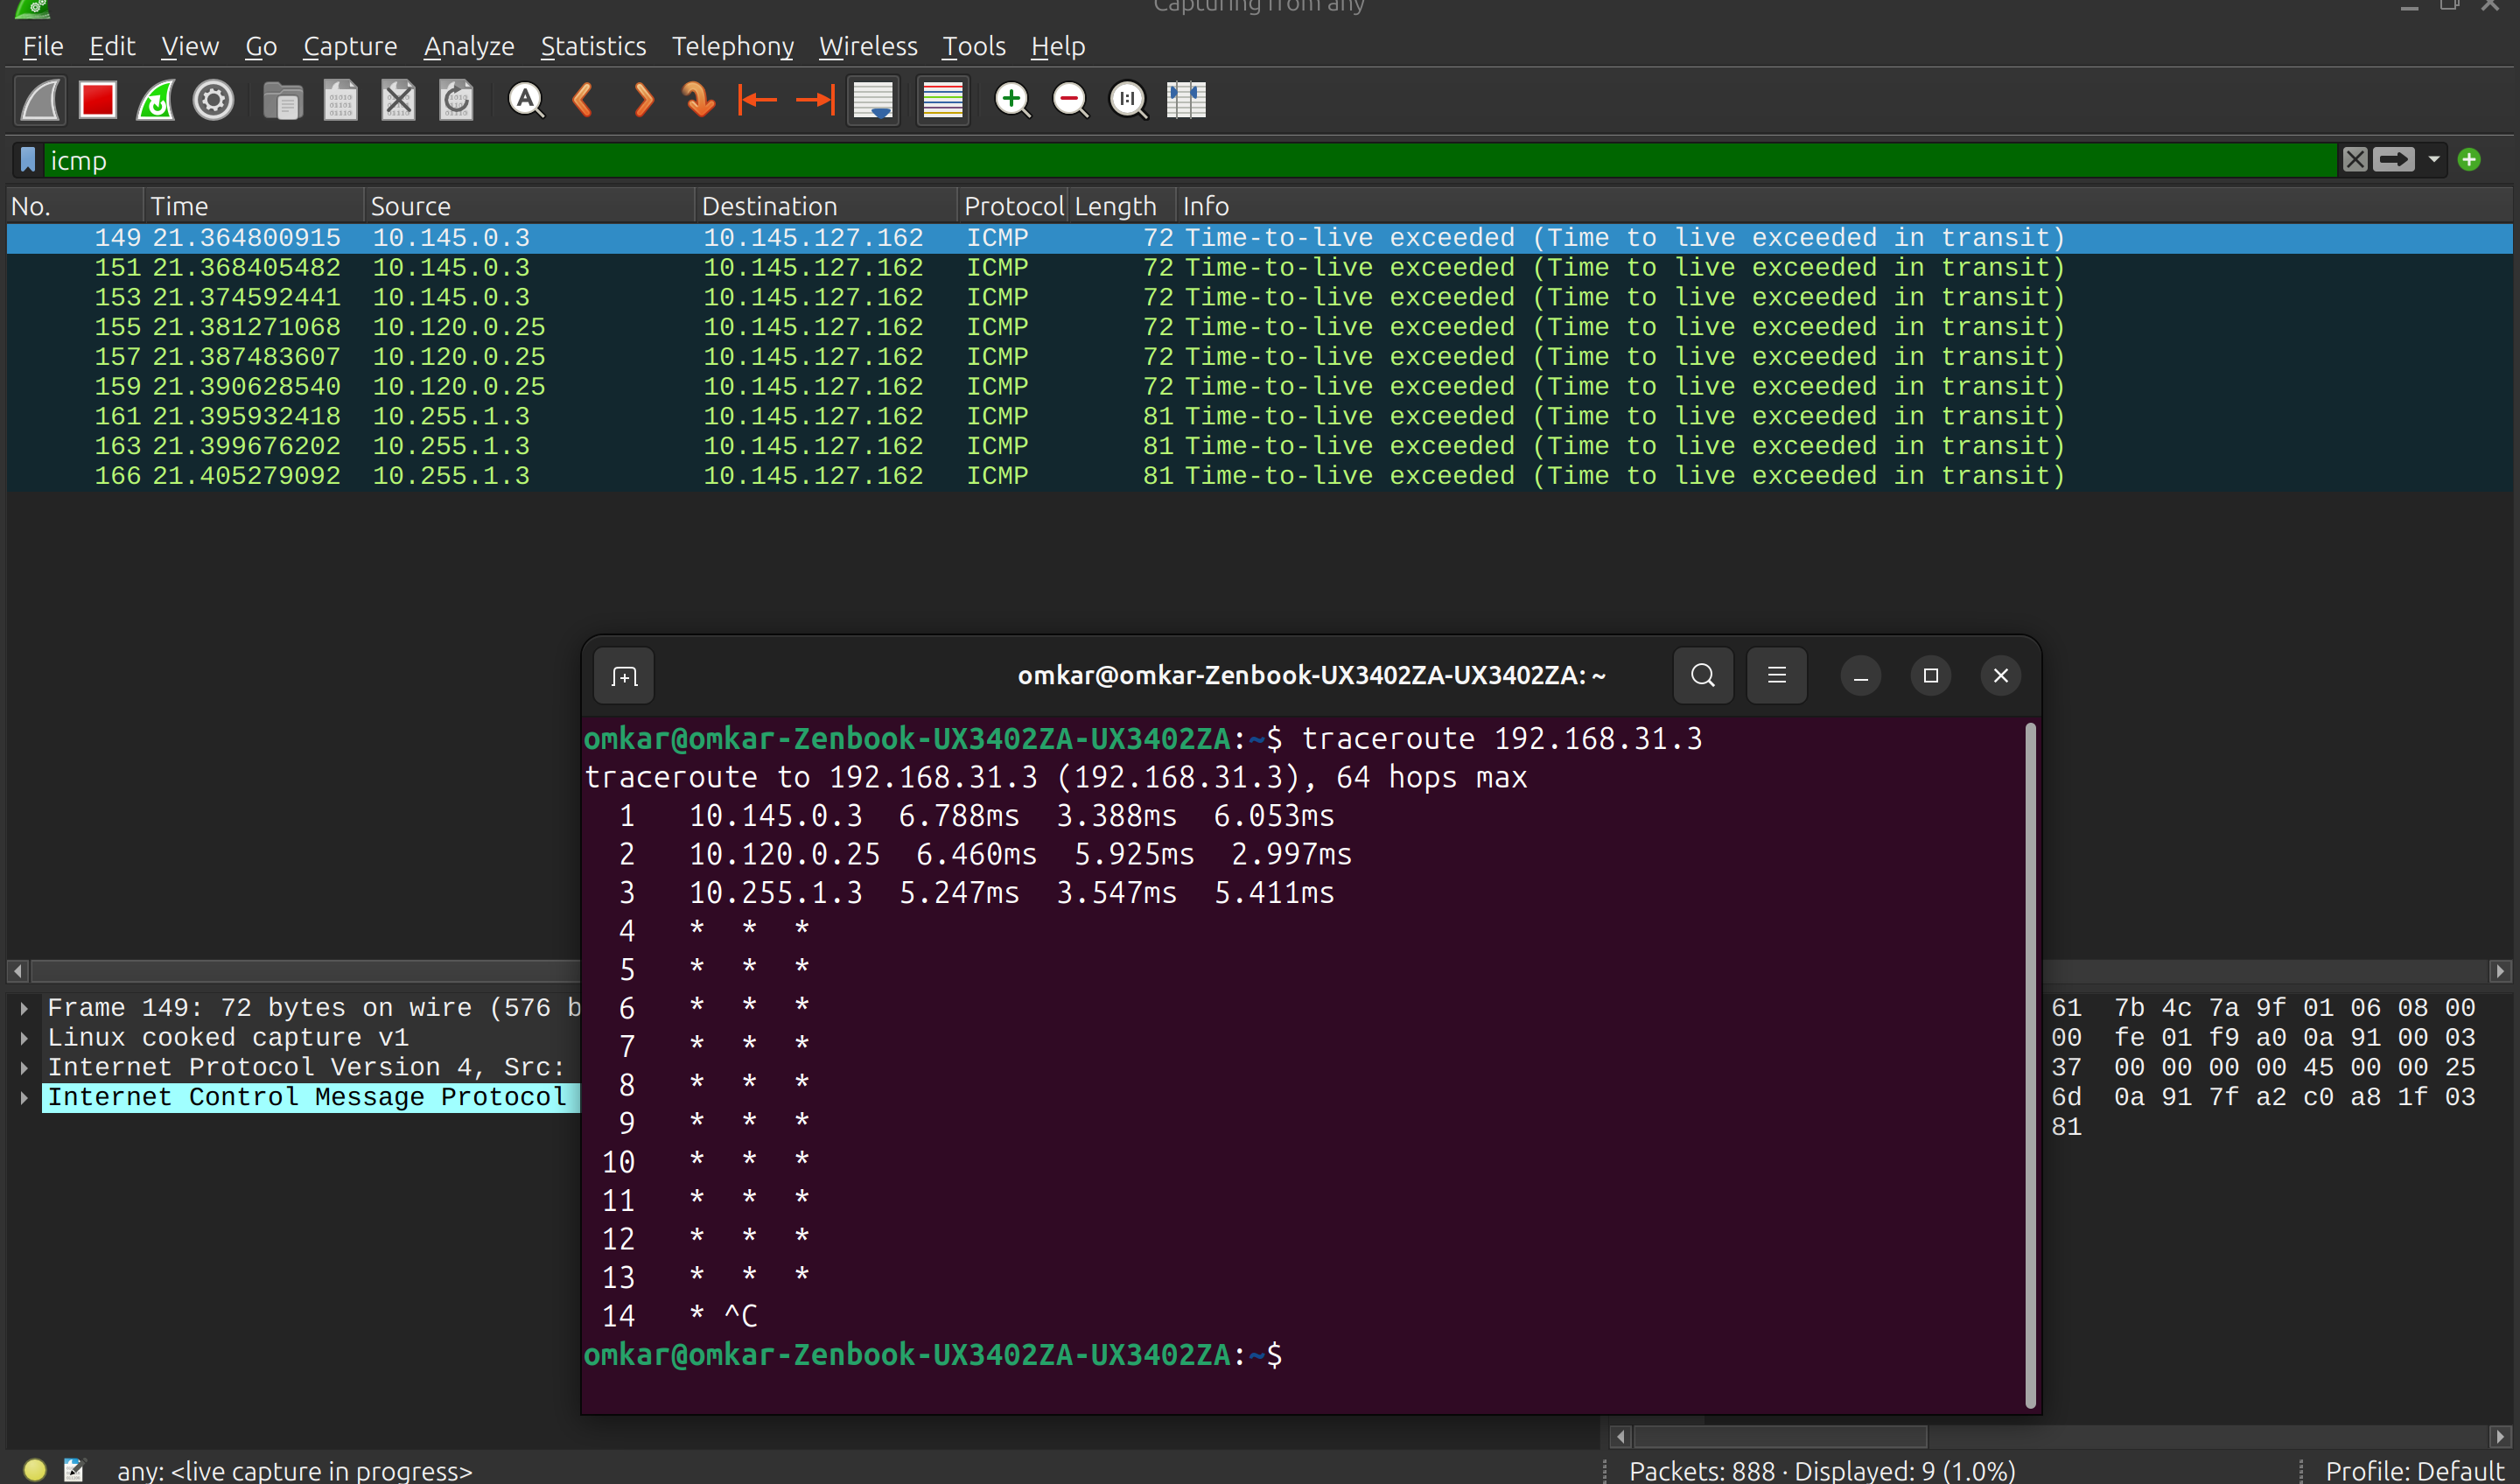 Capturing from any
File Edit View Go Capture Analyze Statistics Telephony Wireless Tools Help
icmp
No. Time Source Destination Protocol Length Info
149 21.364800915 10.145.0.3 10.145.127.162 ICMP 72 Time-to-live exceeded (Time to live exceeded in transit)
151 21.368405482 10.145.0.3 10.145.127.162 ICMP 72 Time-to-live exceeded (Time to live exceeded in transit)
153 21.374592441 10.145.0.3 10.145.127.162 ICMP 72 Time-to-live exceeded (Time to live exceeded in transit)
155 21.381271068 10.120.0.25 10.145.127.162 ICMP 72 Time-to-live exceeded (Time to live exceeded in transit)
157 21.387483607 10.120.0.25 10.145.127.162 ICMP 72 Time-to-live exceeded (Time to live exceeded in transit)
159 21.390628540 10.120.0.25 10.145.127.162 ICMP 72 Time-to-live exceeded (Time to live exceeded in transit)
161 21.395932418 10.255.1.3 10.145.127.162 ICMP 81 Time-to-live exceeded (Time to live exceeded in transit)
163 21.399676202 10.255.1.3 10.145.127.162 ICMP 81 Time-to-live exceeded (Time to live exceeded in transit)
166 21.405279092 10.255.1.3 10.145.127.162 ICMP 81 Time-to-live exceeded (Time to live exceeded in transit)
omkar@omkar-Zenbook-UX3402ZA-UX3402ZA: ~
omkar@omkar-Zenbook-UX3402ZA-UX3402ZA:~$ traceroute 192.168.31.3
traceroute to 192.168.31.3 (192.168.31.3), 64 hops max
1 10.145.0.3 6.788ms 3.388ms 6.053ms
2 10.120.0.25 6.460ms 5.925ms 2.997ms
3 10.255.1.3 5.247ms 3.547ms 5.411ms
4 * * *
5 * * *
6 * * *
7 * * *
8 * * *
9 * * *
10 * * *
11 * * *
12 * * *
13 * * *
14 * ^C
omkar@omkar-Zenbook-UX3402ZA-UX3402ZA:~$
Frame 149: 72 bytes on wire (576 b
Linux cooked capture v1
Internet Protocol Version 4, Src:
Internet Control Message Protocol
61 7b 4c 7a 9f 01 06 08 00
00 fe 01 f9 a0 0a 91 00 03
37 00 00 00 00 45 00 00 25
6d 0a 91 7f a2 c0 a8 1f 03
81
any: <live capture in progress>
Packets: 888 · Displayed: 9 (1.0%)
Profile: Default